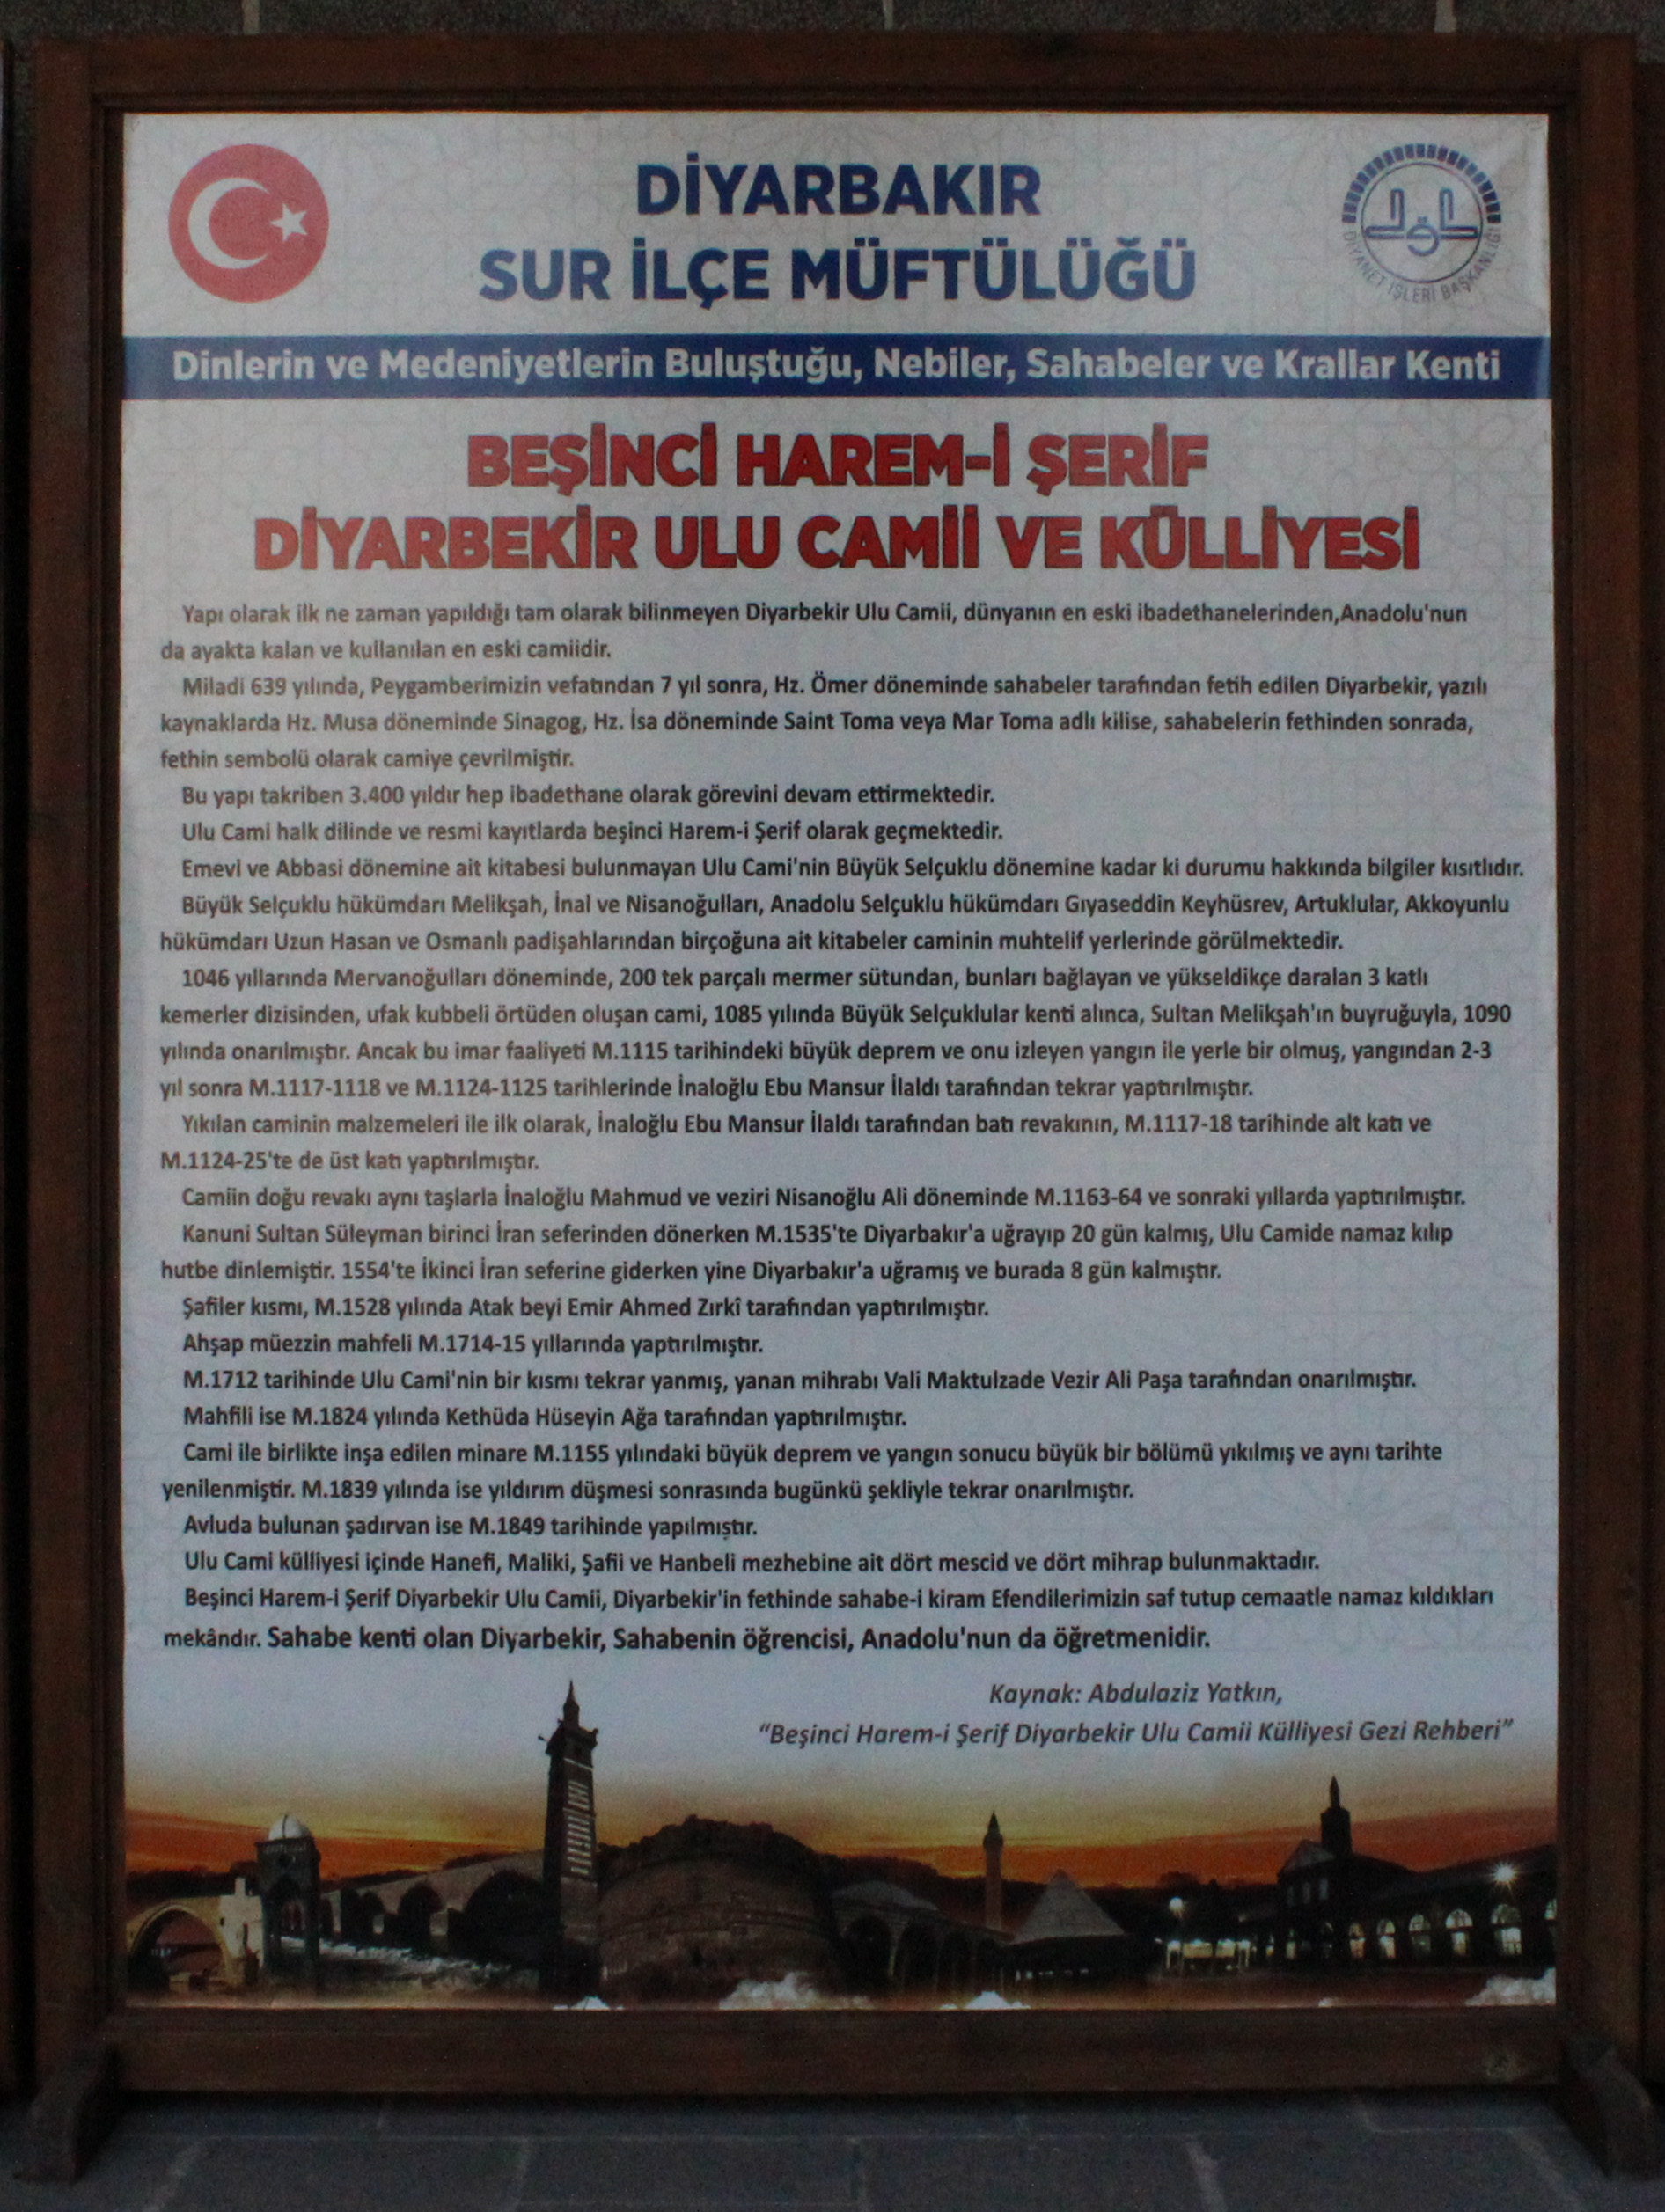 DİYARBAKIR
SUR İLÇE MÜFTÜLÜĞÜ
DİYANET İŞLERİ BAŞKANLIĞI
Dinlerin ve Medeniyetlerin Buluştuğu, Nebiler, Sahabeler ve Krallar Kenti
BEŞİNCİ HAREM-İ ŞERİF
DİYARBEKİR ULU CAMİİ VE KÜLLİYESİ
Yapı olarak ilk ne zaman yapıldığı tam olarak bilinmeyen Diyarbekir Ulu Camii, dünyanın en eski ibadethanelerinden,Anadolu'nun
da ayakta kalan ve kullanılan en eski camiidir.
Miladi 639 yılında, Peygamberimizin vefatından 7 yıl sonra, Hz. Ömer döneminde sahabeler tarafından fetih edilen Diyarbekir, yazılı
kaynaklarda Hz. Musa döneminde Sinagog, Hz. İsa döneminde Saint Toma veya Mar Toma adlı kilise, sahabelerin fethinden sonrada,
fethin sembolü olarak camiye çevrilmiştir.
Bu yapı takriben 3.400 yıldır hep ibadethane olarak görevini devam ettirmektedir.
Ulu Cami halk dilinde ve resmi kayıtlarda beşinci Harem-i Şerif olarak geçmektedir.
Emevi ve Abbasi dönemine ait kitabesi bulunmayan Ulu Cami'nin Büyük Selçuklu dönemine kadar ki durumu hakkında bilgiler kısıtlıdır.
Büyük Selçuklu hükümdarı Melikşah, İnal ve Nisanoğulları, Anadolu Selçuklu hükümdarı Gıyaseddin Keyhüsrev, Artuklular, Akkoyunlu
hükümdarı Uzun Hasan ve Osmanlı padişahlarından birçoğuna ait kitabeler caminin muhtelif yerlerinde görülmektedir.
1046 yıllarında Mervanoğulları döneminde, 200 tek parçalı mermer sütundan, bunları bağlayan ve yükseldikçe daralan 3 katlı
kemerler dizisinden, ufak kubbeli örtüden oluşan cami, 1085 yılında Büyük Selçuklular kenti alınca, Sultan Melikşah'ın buyruğuyla, 1090
yılında onarılmıştır. Ancak bu imar faaliyeti M.1115 tarihindeki büyük deprem ve onu izleyen yangın ile yerle bir olmuş, yangından 2-3
yıl sonra M.1117-1118 ve M.1124-1125 tarihlerinde İnaloğlu Ebu Mansur İlaldı tarafından tekrar yaptırılmıştır.
Yıkılan caminin malzemeleri ile ilk olarak, İnaloğlu Ebu Mansur İlaldı tarafından batı revakının, M.1117-18 tarihinde alt katı ve
M.1124-25'te de üst katı yaptırılmıştır.
Camiin doğu revakı aynı taşlarla İnaloğlu Mahmud ve veziri Nisanoğlu Ali döneminde M.1163-64 ve sonraki yıllarda yaptırılmıştır.
Kanuni Sultan Süleyman birinci İran seferinden dönerken M.1535'te Diyarbakır'a uğrayıp 20 gün kalmış, Ulu Camide namaz kılıp
hutbe dinlemiştir. 1554'te İkinci İran seferine giderken yine Diyarbakır'a uğramış ve burada 8 gün kalmıştır.
Şafiler kısmı, M.1528 yılında Atak beyi Emir Ahmed Zırkî tarafından yaptırılmıştır.
Ahşap müezzin mahfeli M.1714-15 yıllarında yaptırılmıştır.
M.1712 tarihinde Ulu Cami'nin bir kısmı tekrar yanmış, yanan mihrabı Vali Maktulzade Vezir Ali Paşa tarafından onarılmıştır.
Mahfili ise M.1824 yılında Kethüda Hüseyin Ağa tarafından yaptırılmıştır.
Cami ile birlikte inşa edilen minare M.1155 yılındaki büyük deprem ve yangın sonucu büyük bir bölümü yıkılmış ve aynı tarihte
yenilenmiştir. M.1839 yılında ise yıldırım düşmesi sonrasında bugünkü şekliyle tekrar onarılmıştır.
Avluda bulunan şadırvan ise M.1849 tarihinde yapılmıştır.
Ulu Cami külliyesi içinde Hanefi, Maliki, Şafii ve Hanbeli mezhebine ait dört mescid ve dört mihrap bulunmaktadır.
Beşinci Harem-i Şerif Diyarbekir Ulu Camii, Diyarbekir'in fethinde sahabe-i kiram Efendilerimizin saf tutup cemaatle namaz kıldıkları
mekândır. Sahabe kenti olan Diyarbekir, Sahabenin öğrencisi, Anadolu'nun da öğretmenidir.
Kaynak: Abdulaziz Yatkın,
“Beşinci Harem-i Şerif Diyarbekir Ulu Camii Külliyesi Gezi Rehberi”